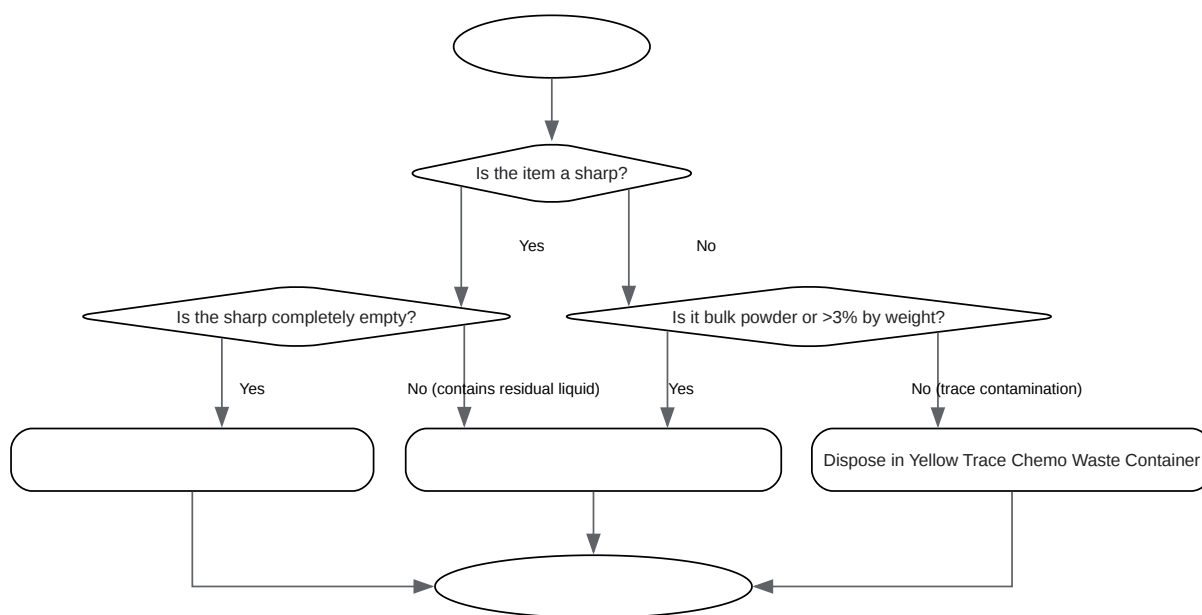 Is the item a sharp?
Yes
No
Is the sharp completely empty?
Is it bulk powder or >3% by weight?
Yes
No (contains residual liquid)
Yes
No (trace contamination)
Dispose in Yellow Trace Chemo Waste Container